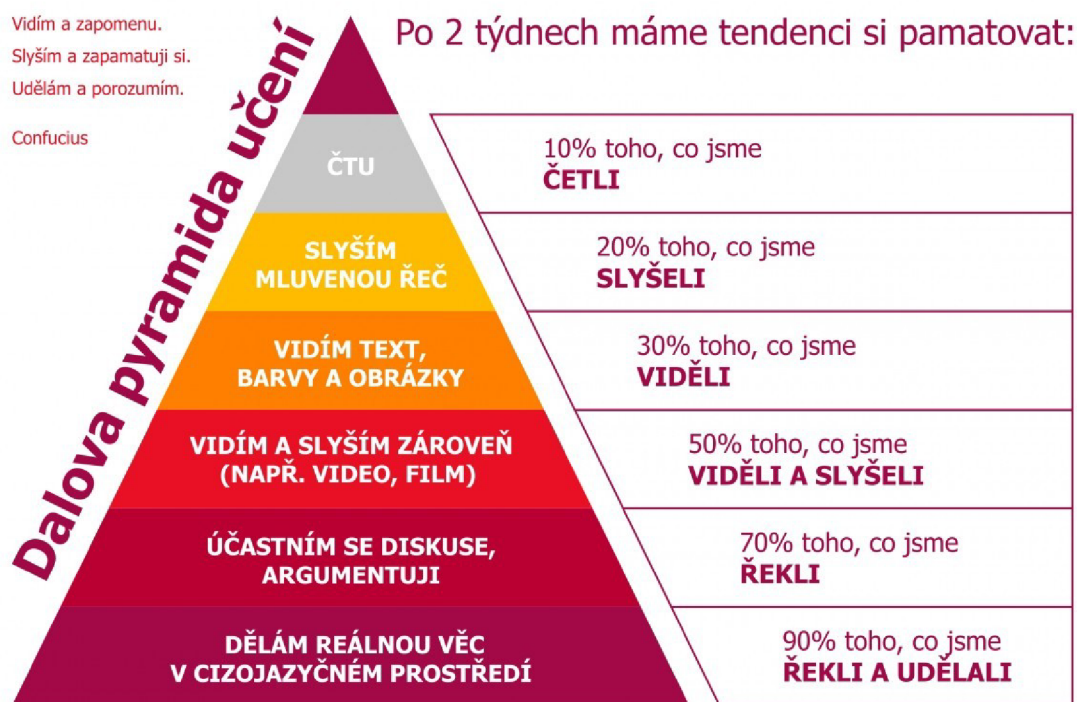 Vidím a zapomenu.
Slyším a zapamatuji si.
Udělám a porozumím.
Confucius
Dalova pyramida učení
Po 2 týdnech máme tendenci si pamatovat:
ČTU
10% toho, co jsme
ČETLI
SLYŠÍM
MLUVENOU ŘEČ
20% toho, co jsme
SLYŠELI
VIDÍM TEXT,
BARVY A OBRÁZKY
30% toho, co jsme
VIDĚLI
VIDÍM A SLYŠÍM ZÁROVEŇ
(NAPŘ. VIDEO, FILM)
50% toho, co jsme
VIDĚLI A SLYŠELI
ÚČASTNÍM SE DISKUSE,
ARGUMENTUJI
70% toho, co jsme
ŘEKLI
DĚLÁM REÁLNOU VĚC
V CIZOJAZYČNÉM PROSTŘEDÍ
90% toho, co jsme
ŘEKLI A UDĚLALI